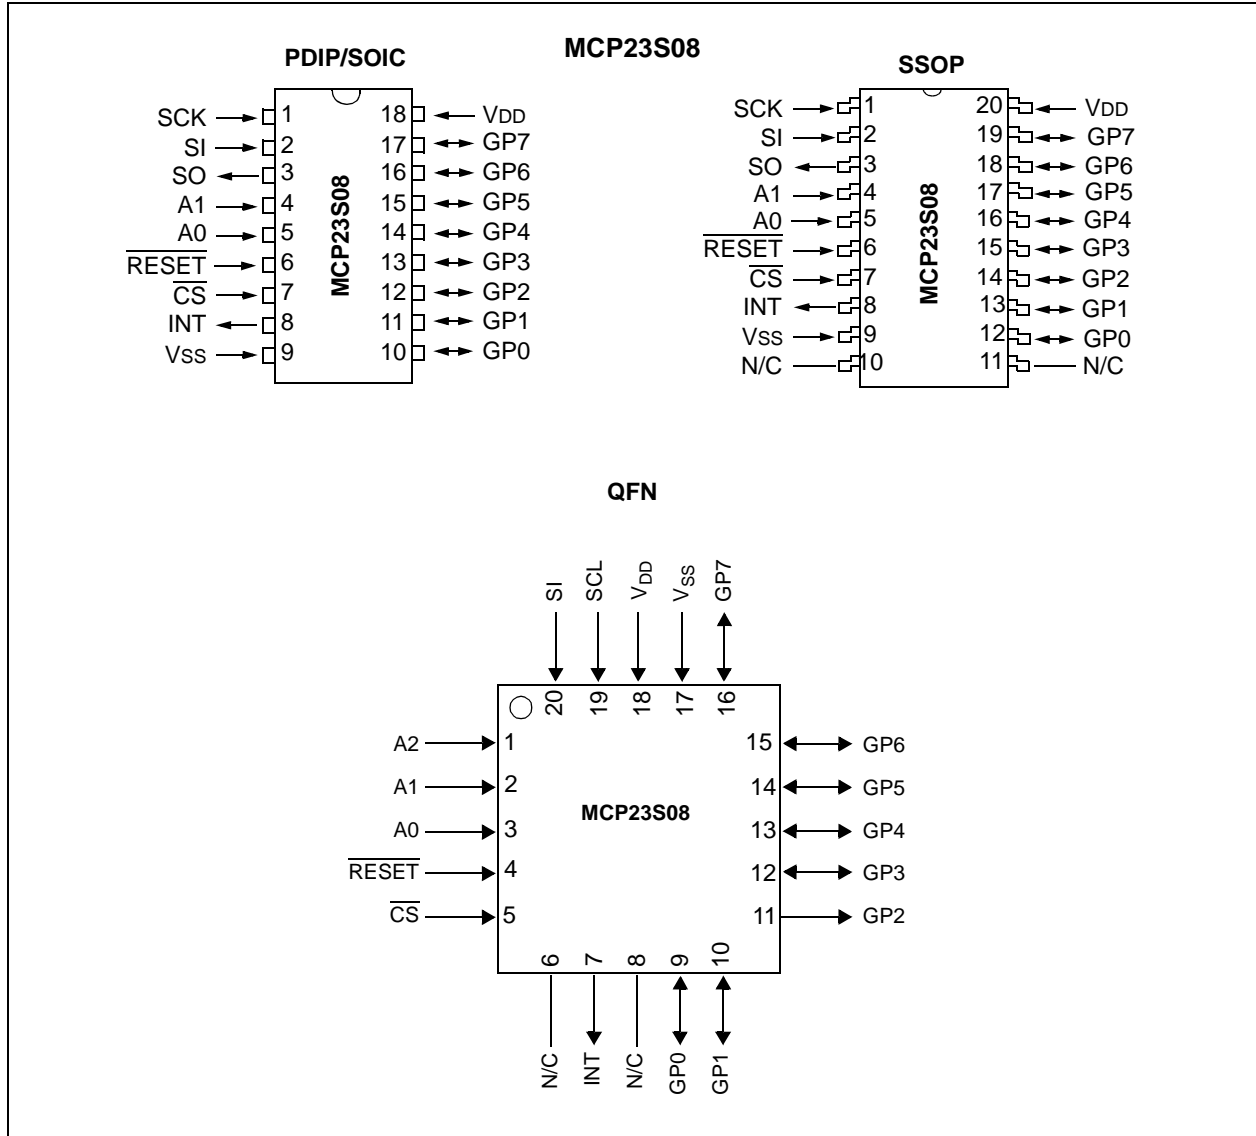 MCP23S08
PDIP/SOIC
SCK 1 18 VDD
SI 2 17 GP7
SO 3 16 GP6
A1 4 15 GP5
A0 5 14 GP4
RESET 6 13 GP3
CS 7 12 GP2
INT 8 11 GP1
VSS 9 10 GP0
MCP23S08
SSOP
SCK 1 20 VDD
SI 2 19 GP7
SO 3 18 GP6
A1 4 17 GP5
A0 5 16 GP4
RESET 6 15 GP3
CS 7 14 GP2
INT 8 13 GP1
VSS 9 12 GP0
N/C 10 11 N/C
MCP23S08
QFN
SI SCL VDD VSS GP7
20 19 18 17 16
A2 1 15 GP6
A1 2 14 GP5
MCP23S08
A0 3 13 GP4
RESET 4 12 GP3
CS 5 11 GP2
6 7 8 9 10
N/C INT N/C GP0 GP1